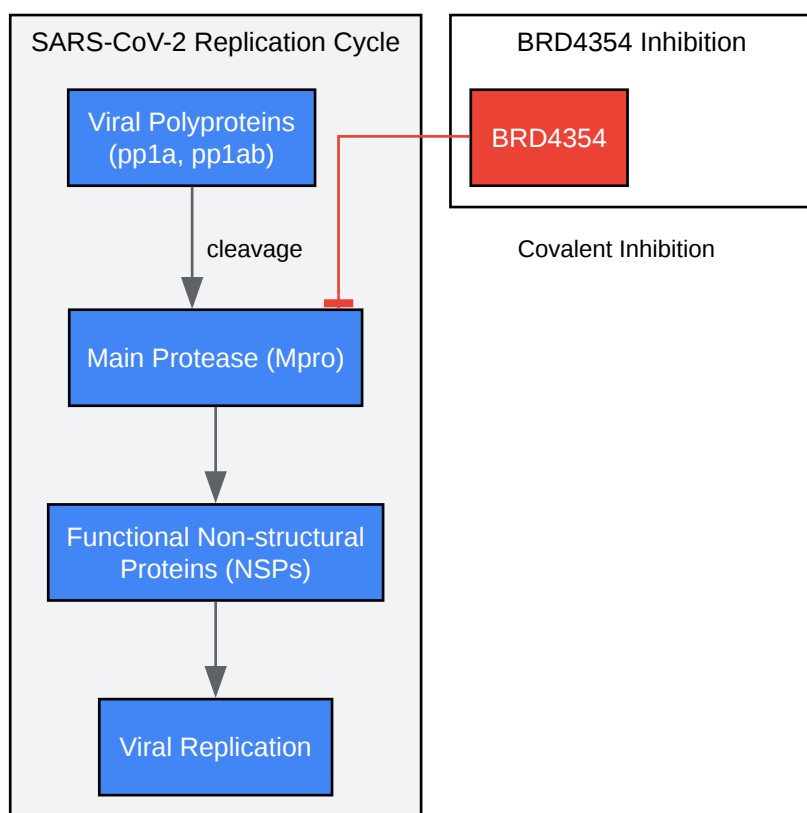 SARS-CoV-2 Replication Cycle
Viral Polyproteins
(pp1a, pp1ab)
cleavage
Main Protease (Mpro)
Functional Non-structural
Proteins (NSPs)
Viral Replication
BRD4354 Inhibition
BRD4354
Covalent Inhibition